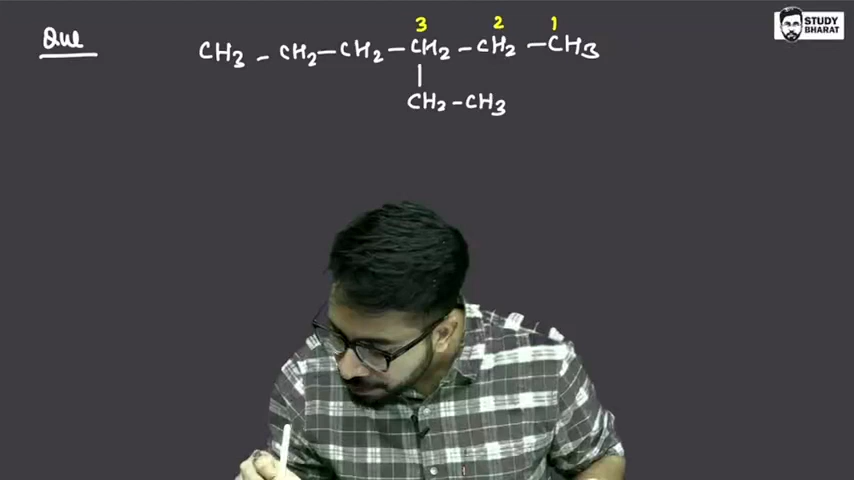 Que
3 2 1
CH3 - CH2 - CH2 - CH2 - CH2 - CH3
|
CH2 - CH3
STUDY
BHARAT